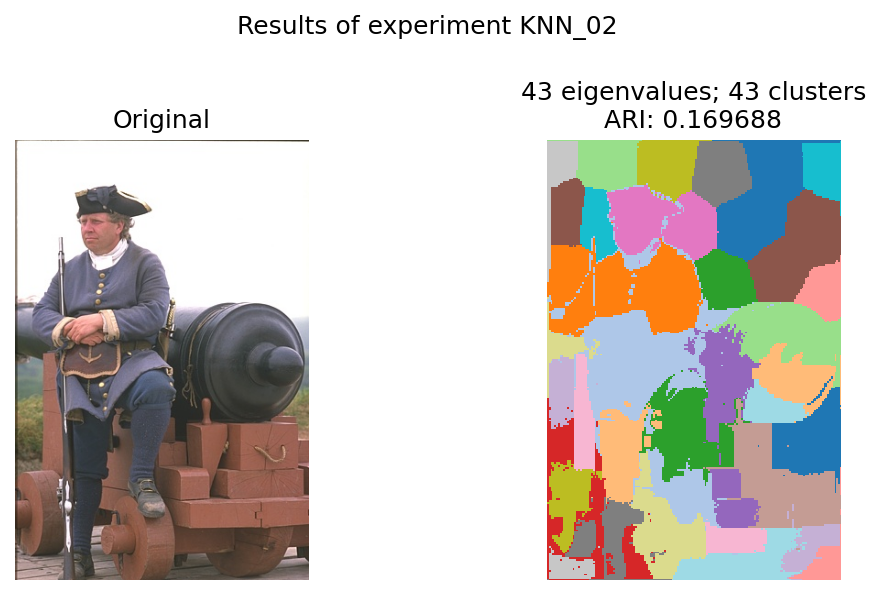 Results of experiment KNN_02
Original
43 eigenvalues; 43 clusters
ARI: 0.169688